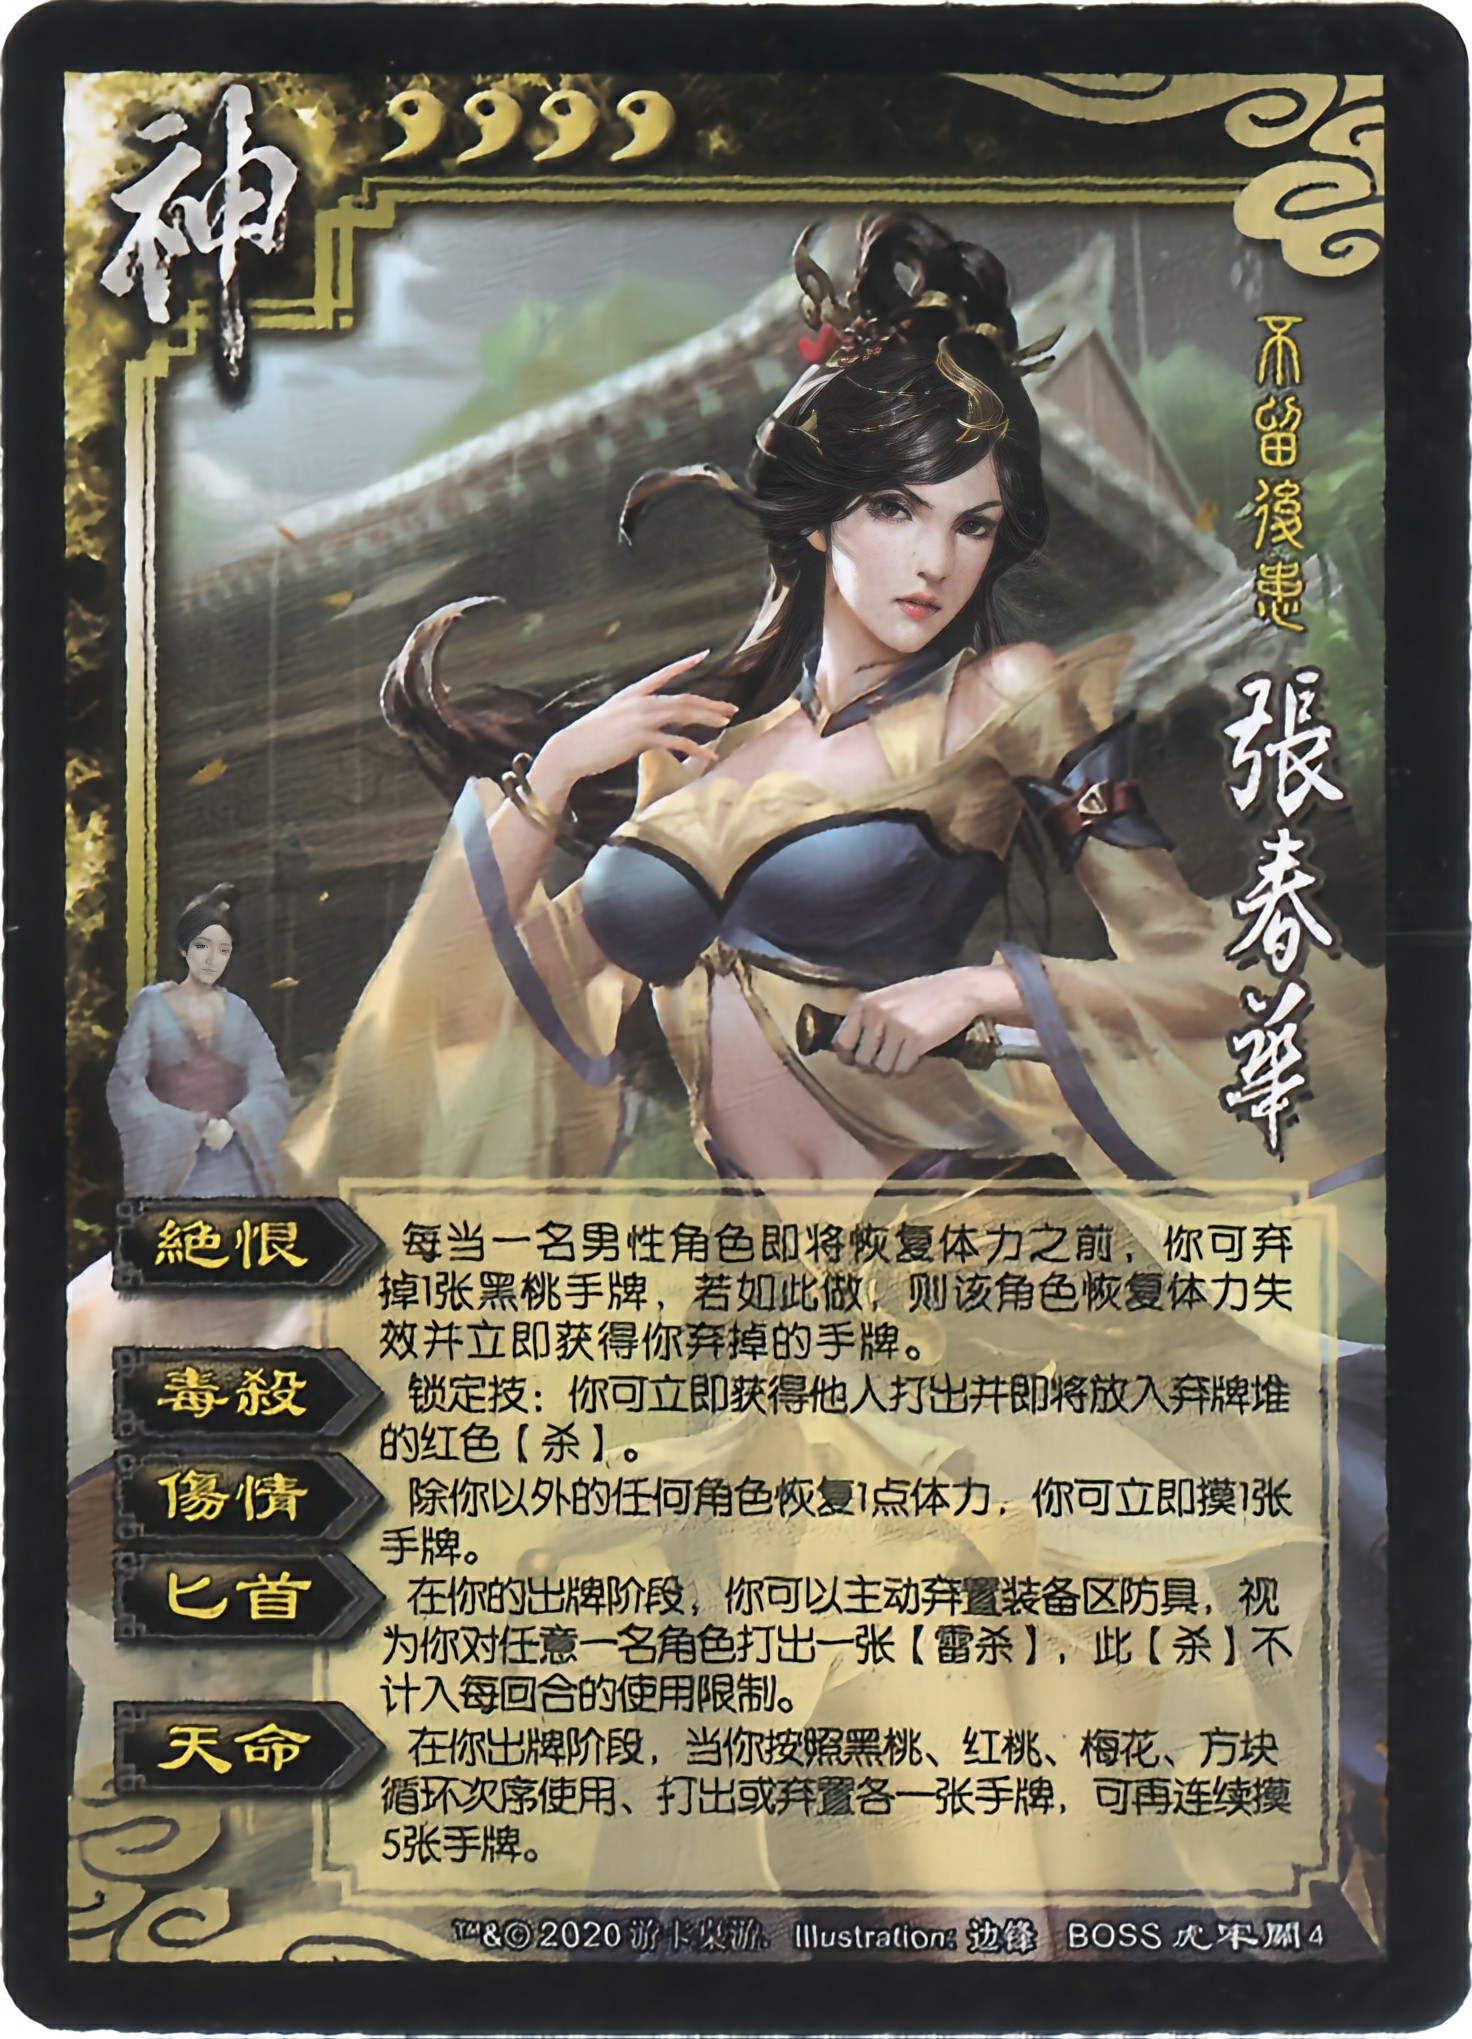 神
不留後患
張春華
絕恨
每当一名男性角色即将恢复体力之前，你可弃
掉1张黑桃手牌，若如此做，则该角色恢复体力失
效并立即获得你弃掉的手牌。
毒殺
锁定技：你可立即获得他人打出并即将放入弃牌堆
的红色【杀】。
傷情
除你以外的任何角色恢复1点体力，你可立即摸1张
手牌。
匕首
在你的出牌阶段，你可以主动弃置装备区防具，视
为你对任意一名角色打出一张【雷杀】，此【杀】不
计入每回合的使用限制。
天命
在你出牌阶段，当你按照黑桃、红桃、梅花、方块
循环次序使用、打出或弃置各一张手牌，可再连续摸
5张手牌。
™&© 2020 游卡桌游. Illustration: 边锋 BOSS 虎牢關 4